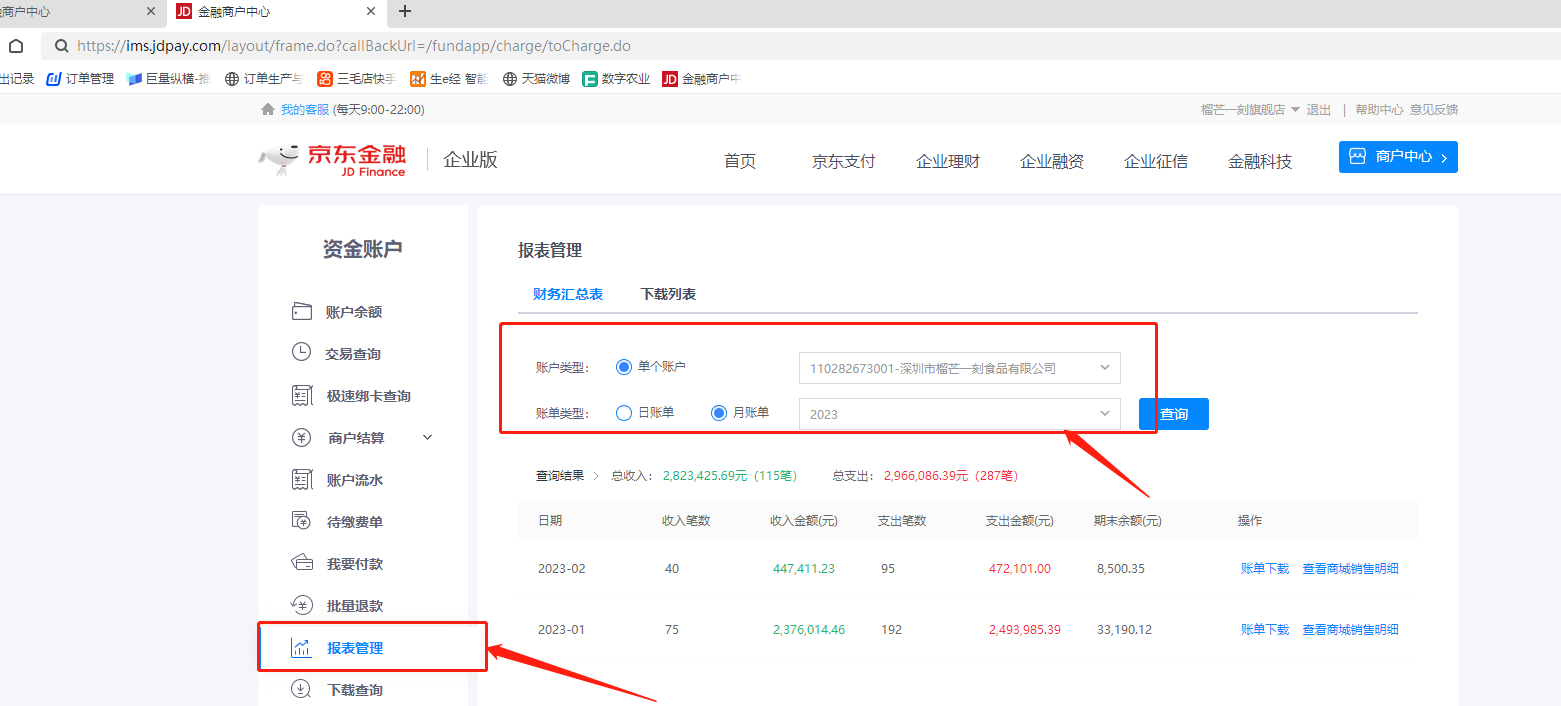 商户中心
JD 金融商户中心
https://ims.jdpay.com/layout/frame.do?callBackUrl=/fundapp/charge/toCharge.do
出记录 订单管理 巨量纵横-推 订单生产与 三毛店快手 生e经 智能 天猫微博 数字农业 JD 金融商户中
我的客服 (每天9:00-22:00) 榴芒一刻旗舰店 退出 | 帮助中心 意见反馈
京东金融 JD Finance 企业版 首页 京东支付 企业理财 企业融资 企业征信 金融科技 商户中心
资金账户
账户余额
交易查询
极速绑卡查询
商户结算
账户流水
待缴费单
我要付款
批量退款
报表管理
下载查询
报表管理
财务汇总表 下载列表
账户类型: 单个账户 110282673001-深圳市榴芒一刻食品有限公司
账单类型: 日账单 月账单 2023 查询
查询结果 > 总收入: 2,823,425.69元 (115笔) 总支出: 2,966,086.39元 (287笔)
日期 收入笔数 收入金额(元) 支出笔数 支出金额(元) 期末余额(元) 操作
2023-02 40 447,411.23 95 472,101.00 8,500.35 账单下载 查看商城销售明细
2023-01 75 2,376,014.46 192 2,493,985.39 33,190.12 账单下载 查看商城销售明细